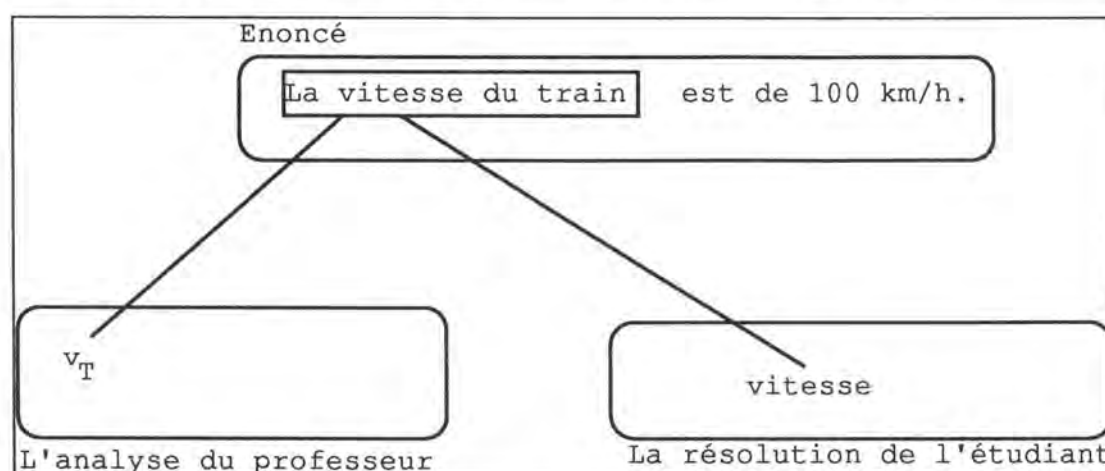 Enoncé
La vitesse du train est de 100 km/h.
v_T
vitesse
L'analyse du professeur
La résolution de l'étudiant